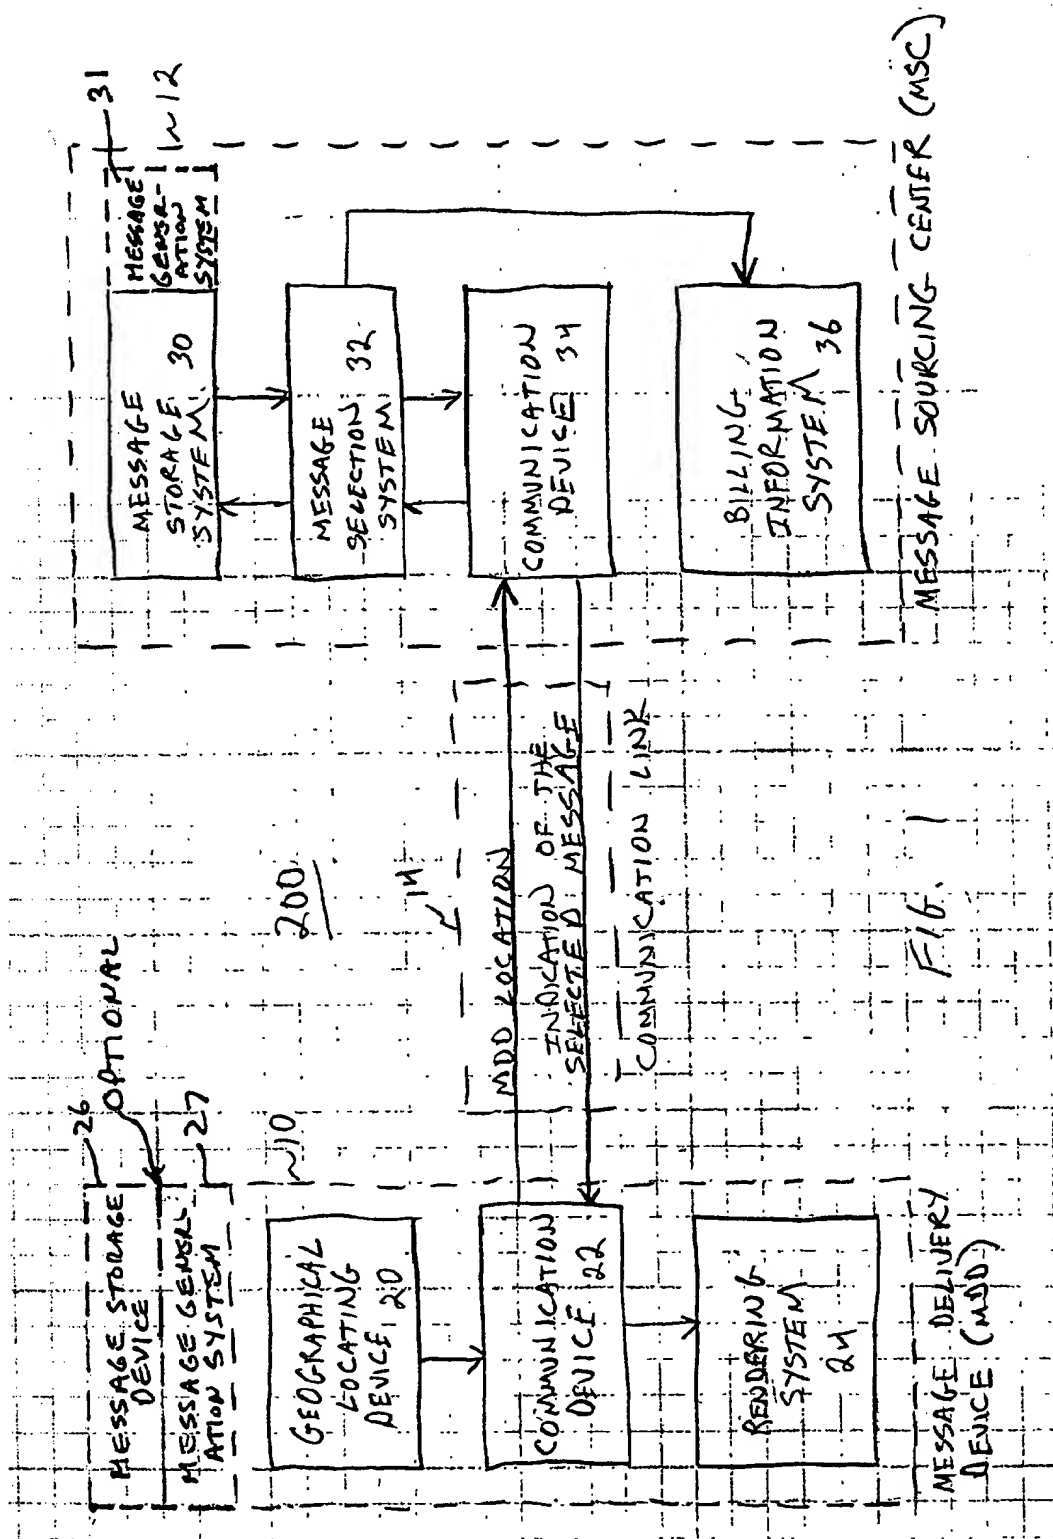 MESSAGE STORAGE
DEVICE
MESSAGE GENER-
ATION SYSTEM
26
OPTIONAL
27
~10
GEOGRAPHICAL
LOCATING
DEVICE, 20
COMMUNICATION
DEVICE 22
RENDERING
SYSTEM
24
MESSAGE DELIVERY
DEVICE (MDD)
200
14
MDD LOCATION
INDICATION OF THE
SELECTED MESSAGE
COMMUNICATION LINK
FIG. 1
31
~12
MESSAGE
STORAGE
SYSTEM 30
MESSAGE
GENER-
ATION
SYSTEM
MESSAGE
SELECTION
SYSTEM 32
COMMUNICATION
DEVICE 34
BILLING
INFORMATION
SYSTEM 36
MESSAGE SOURCING CENTER (MSC)